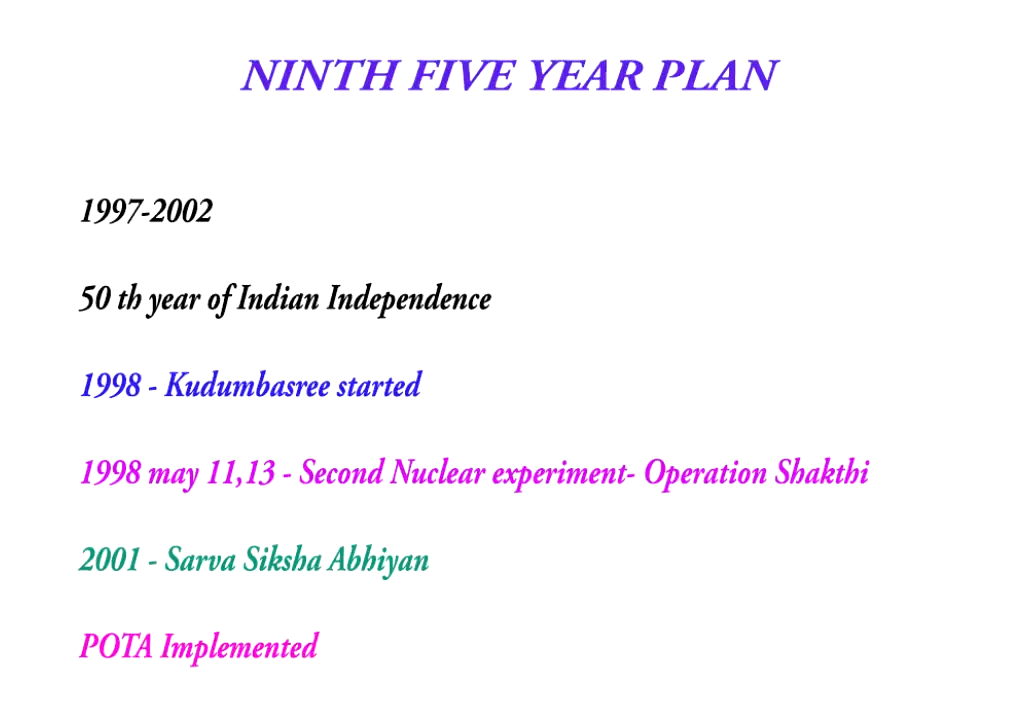 NINTH FIVE YEAR PLAN
1997-2002
50 th year of Indian Independence
1998 - Kudumbasree started
1998 may 11,13 - Second Nuclear experiment- Operation Shakthi
2001 - Sarva Siksha Abhiyan
POTA Implemented